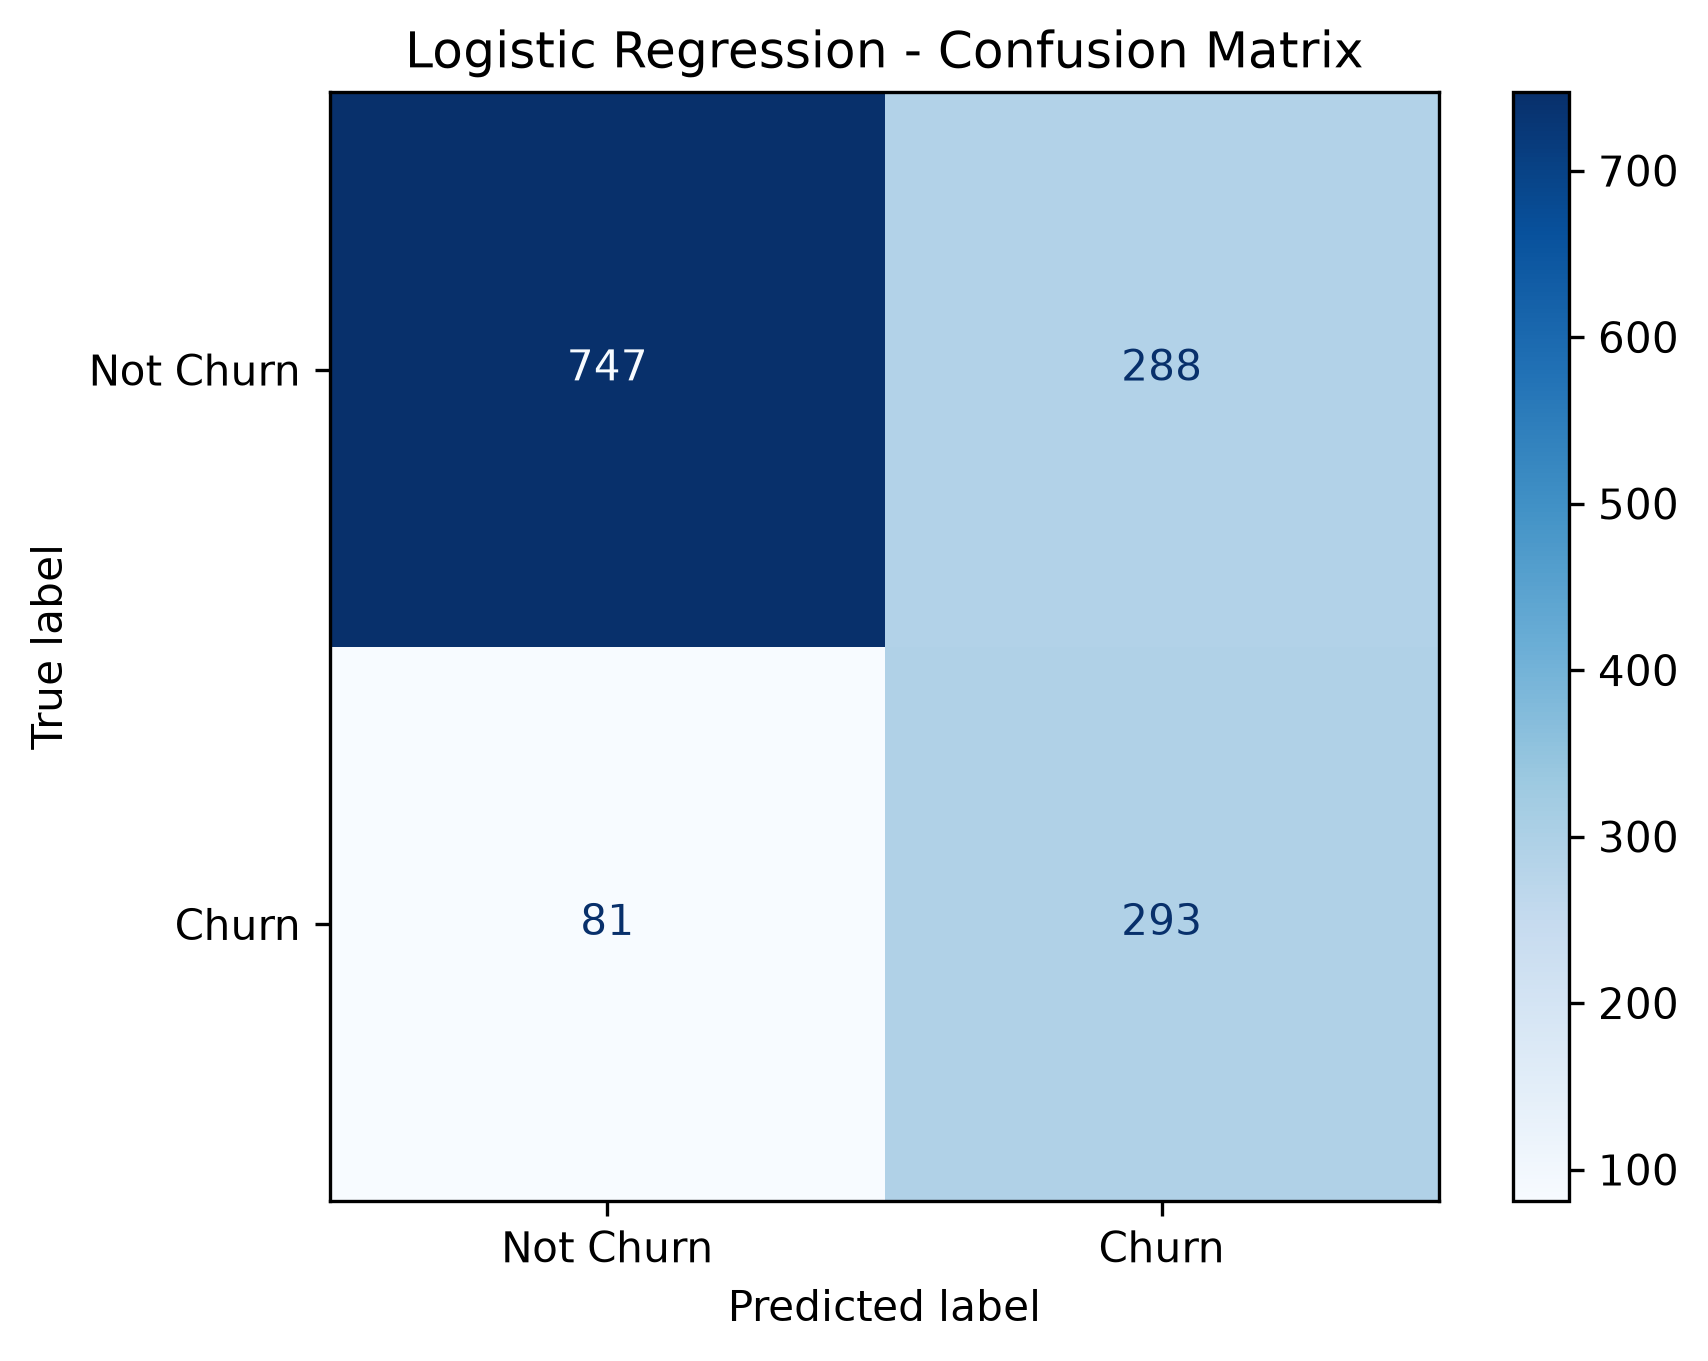 Logistic Regression - Confusion Matrix
True label
Not Churn
747
288
Churn
81
293
Not Churn
Churn
Predicted label
700
600
500
400
300
200
100